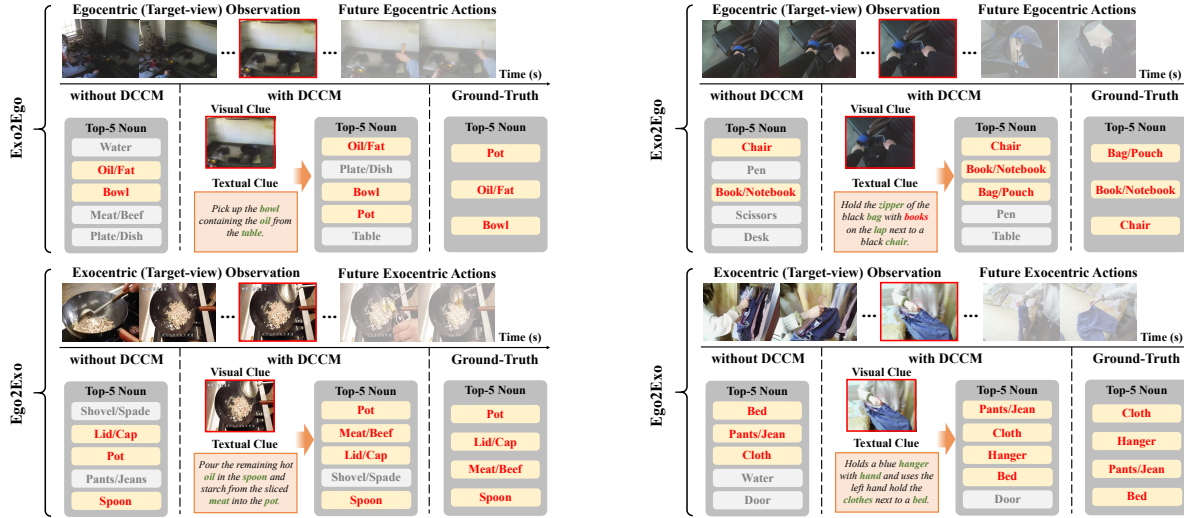 Egocentric (Target-view) Observation
Future Egocentric Actions
...
...
Time (s)
Exo2Ego
without DCCM
with DCCM
Ground-Truth
Top-5 Noun
Water
Oil/Fat
Bowl
Meat/Beef
Plate/Dish
Visual Clue
Textual Clue
Pick up the bowl
containing the oil from
the table.
Top-5 Noun
Oil/Fat
Plate/Dish
Bowl
Pot
Table
Top-5 Noun
Pot
Oil/Fat
Bowl
Exocentric (Target-view) Observation
Future Exocentric Actions
...
...
Time (s)
Ego2Exo
without DCCM
with DCCM
Ground-Truth
Top-5 Noun
Shovel/Spade
Lid/Cap
Pot
Pants/Jeans
Spoon
Visual Clue
Textual Clue
Pour the remaining hot
oil in the spoon and
starch from the sliced
meat into the pot.
Top-5 Noun
Pot
Meat/Beef
Lid/Cap
Shovel/Spade
Spoon
Top-5 Noun
Pot
Lid/Cap
Meat/Beef
Spoon
Egocentric (Target-view) Observation
Future Egocentric Actions
...
...
Time (s)
Exo2Ego
without DCCM
with DCCM
Ground-Truth
Top-5 Noun
Chair
Pen
Book/Notebook
Scissors
Desk
Visual Clue
Textual Clue
Hold the zipper of the
black bag with books
on the lap next to a
black chair.
Top-5 Noun
Chair
Book/Notebook
Bag/Pouch
Pen
Table
Top-5 Noun
Bag/Pouch
Book/Notebook
Chair
Exocentric (Target-view) Observation
Future Exocentric Actions
...
...
Time (s)
Ego2Exo
without DCCM
with DCCM
Ground-Truth
Top-5 Noun
Bed
Pants/Jean
Cloth
Water
Door
Visual Clue
Textual Clue
Holds a blue hanger
with hand and uses the
left hand hold the
clothes next to a bed.
Top-5 Noun
Pants/Jean
Cloth
Hanger
Bed
Door
Top-5 Noun
Cloth
Hanger
Pants/Jean
Bed